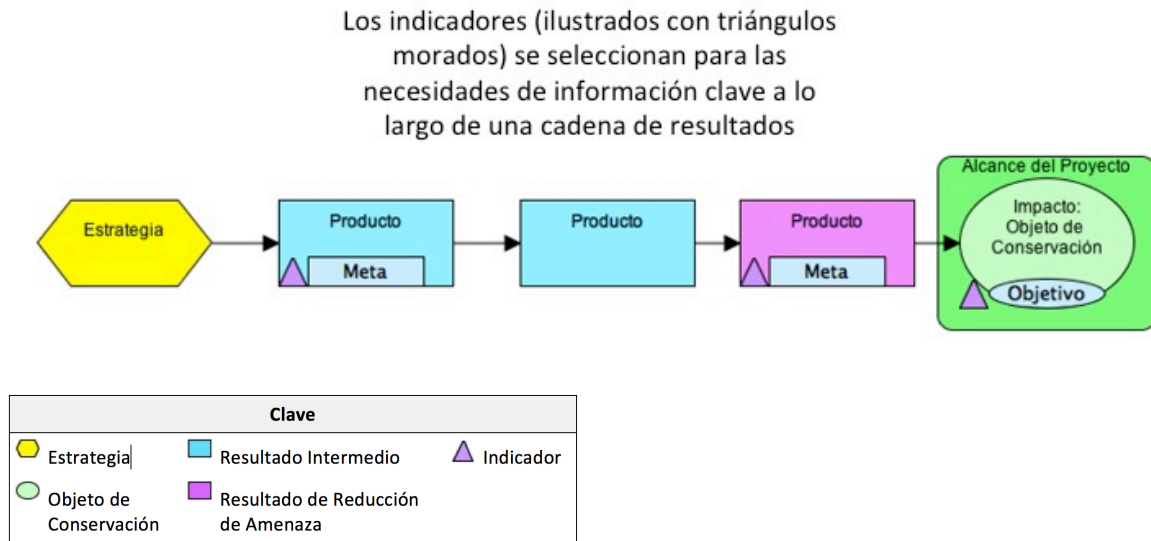 Los indicadores (ilustrados con triángulos
morados) se seleccionan para las
necesidades de información clave a lo
largo de una cadena de resultados
Estrategia
Producto
Meta
Producto
Producto
Meta
Alcance del Proyecto
Impacto:
Objeto de
Conservación
Objetivo
Clave
Estrategia
Resultado Intermedio
Indicador
Objeto de
Conservación
Resultado de Reducción
de Amenaza